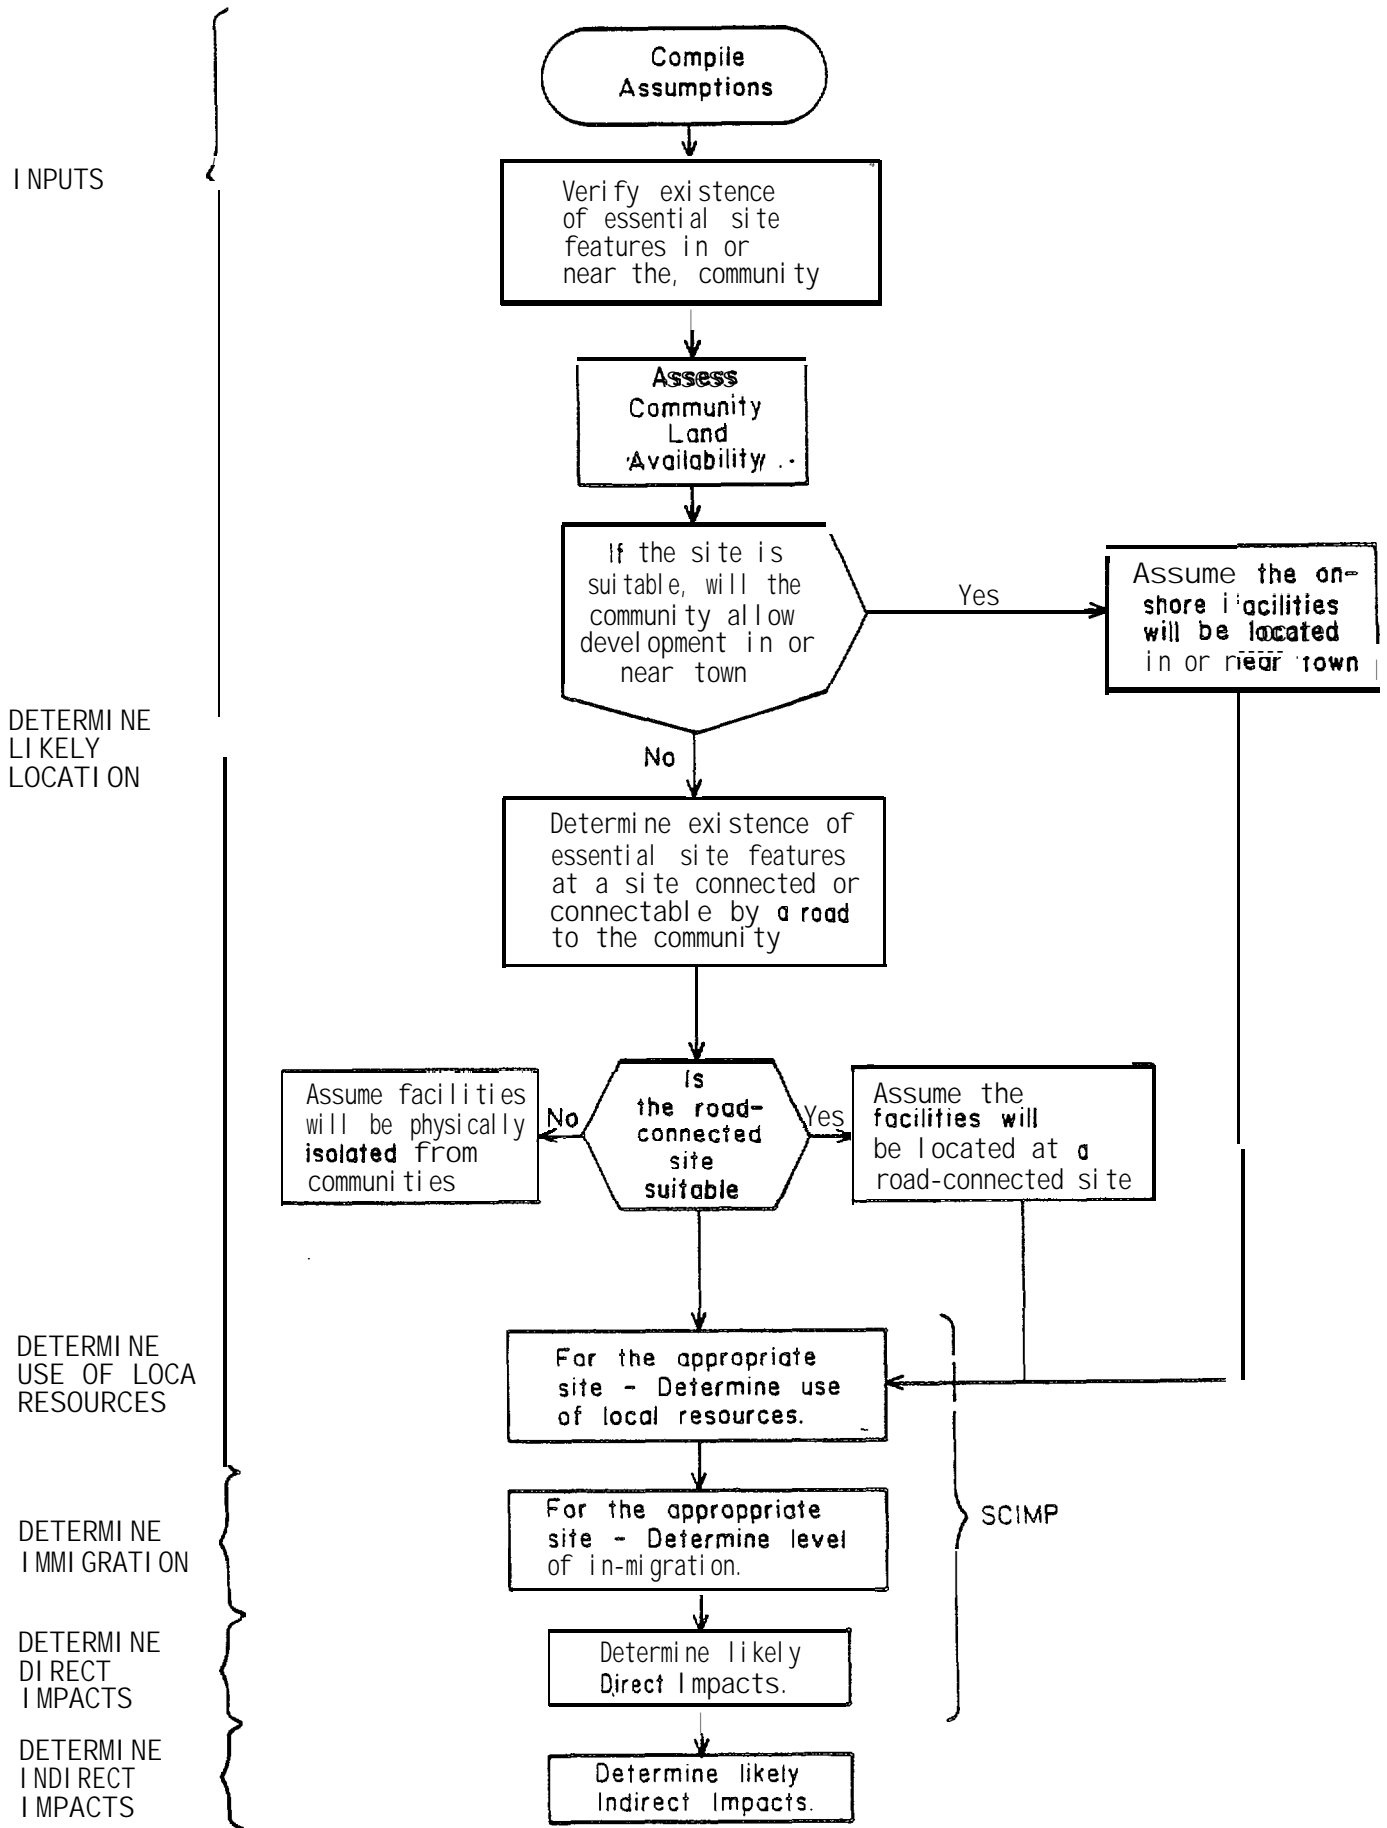 Compile
Assumptions
INPUTS
Verify existence
of essential site
features in or
near the, community
Assess
Community
Land
Availability
If the site is
suitable, will the
community allow
development in or
near town
Yes
Assume the on-
shore facilities
will be located
in or near town
DETERMINE
LIKELY
LOCATION
No
Determine existence of
essential site features
at a site connected or
connectable by a road
to the community
Assume facilities
will be physically
isolated from
communities
No
Is
the road-
connected
site
suitable
Yes
Assume the
facilities will
be located at a
road-connected site
DETERMINE
USE OF LOCA
RESOURCES
For the appropriate
site - Determine use
of local resources.
DETERMINE
IMMIGRATION
For the approppriate
site - Determine level
of in-migration.
SCIMP
DETERMINE
DIRECT
IMPACTS
Determine likely
Direct Impacts.
DETERMINE
INDIRECT
IMPACTS
Determine likely
Indirect Impacts.